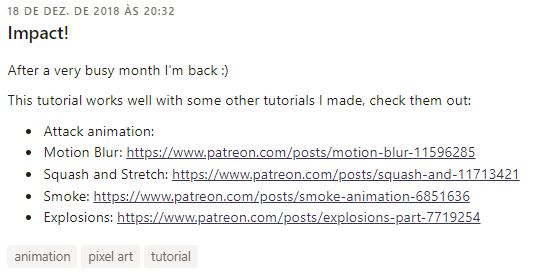 18 DE DEZ. DE 2018 ÀS 20:32
Impact!
After a very busy month I'm back :)
This tutorial works well with some other tutorials I made, check them out:
• Attack animation:
• Motion Blur: https://www.patreon.com/posts/motion-blur-11596285
• Squash and Stretch: https://www.patreon.com/posts/squash-and-11713421
• Smoke: https://www.patreon.com/posts/smoke-animation-6851636
• Explosions: https://www.patreon.com/posts/explosions-part-7719254
animation pixel art tutorial